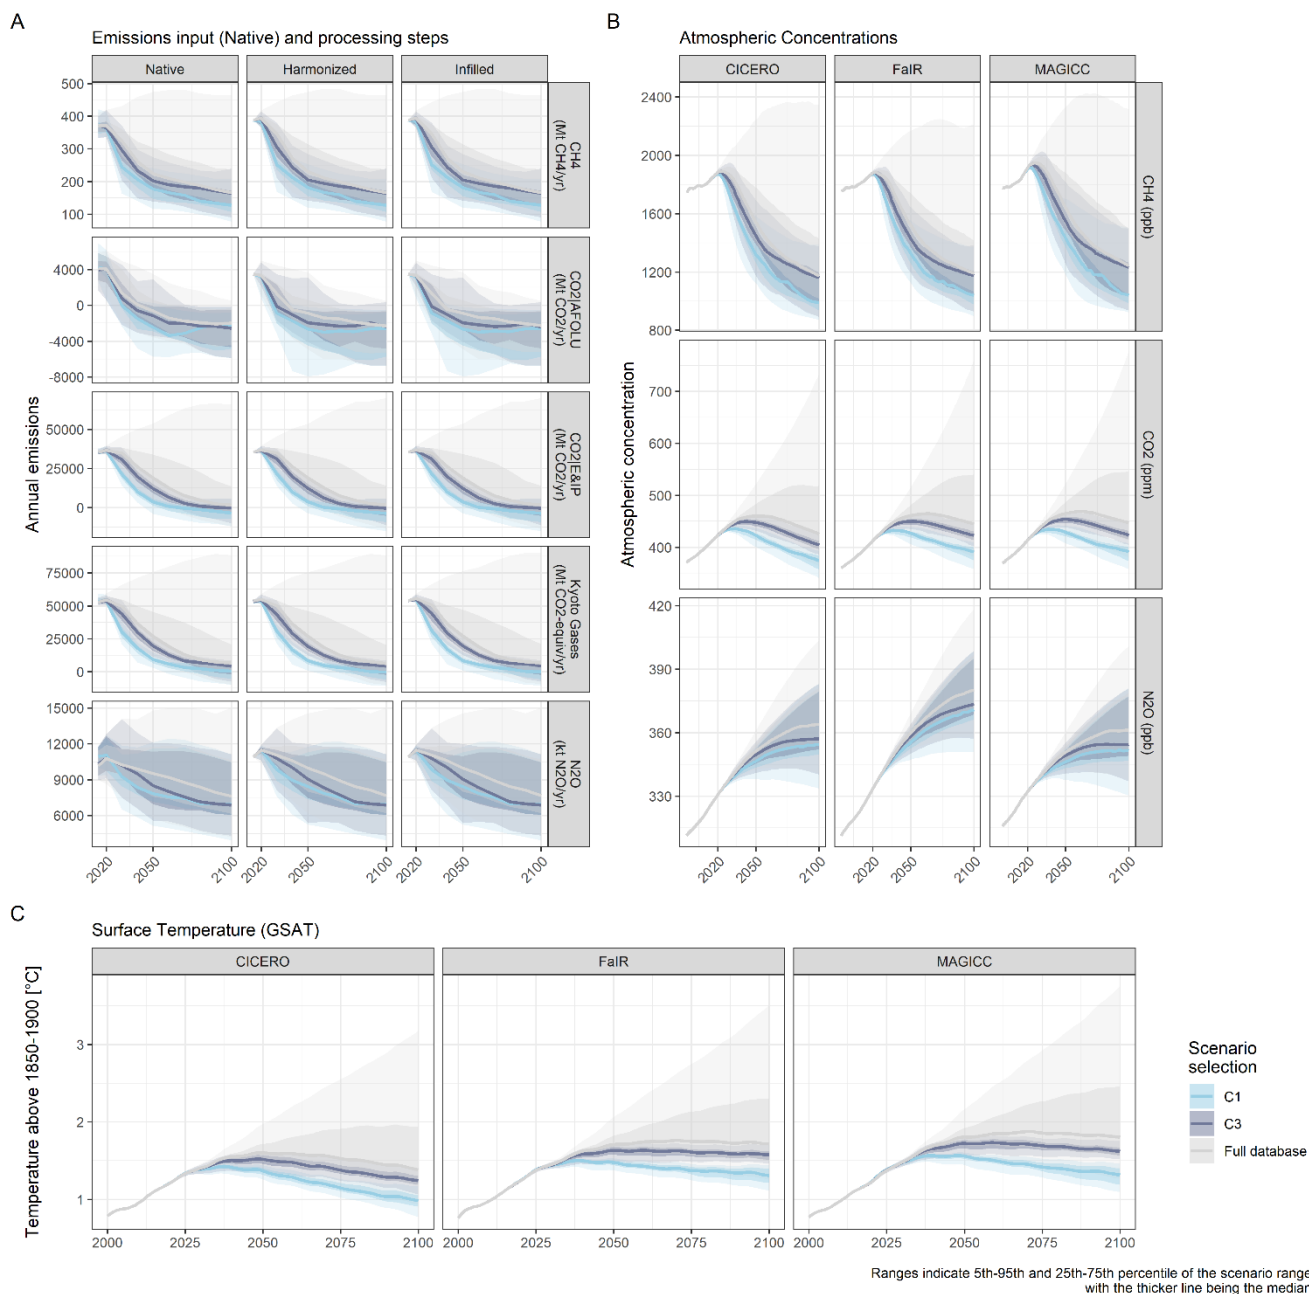 A
Emissions input (Native) and processing steps
Native Harmonized Infilled
Annual emissions
500
400
300
200
100
CH4
(Mt CH4/yr)
4000
0
-4000
-8000
CO2|AFOLU
(Mt CO2/yr)
50000
25000
0
CO2|E&IP
(Mt CO2/yr)
75000
50000
25000
0
Kyoto Gases
(Mt CO2-equiv/yr)
15000
12000
9000
6000
N2O
(kt N2O/yr)
2020 2050 2100 2020 2050 2100 2020 2050 2100
B
Atmospheric Concentrations
CICERO FaIR MAGICC
Atmospheric concentration
2400
2000
1600
1200
800
CH4 (ppb)
700
600
500
400
CO2 (ppm)
420
390
360
330
N2O (ppb)
2020 2050 2100 2020 2050 2100 2020 2050 2100
C
Surface Temperature (GSAT)
CICERO FaIR MAGICC
Temperature above 1850-1900 [°C]
3
2
1
2000 2025 2050 2075 2100 2000 2025 2050 2075 2100 2000 2025 2050 2075 2100
Scenario
selection
C1
C3
Full database
Ranges indicate 5th-95th and 25th-75th percentile of the scenario range
with the thicker line being the median